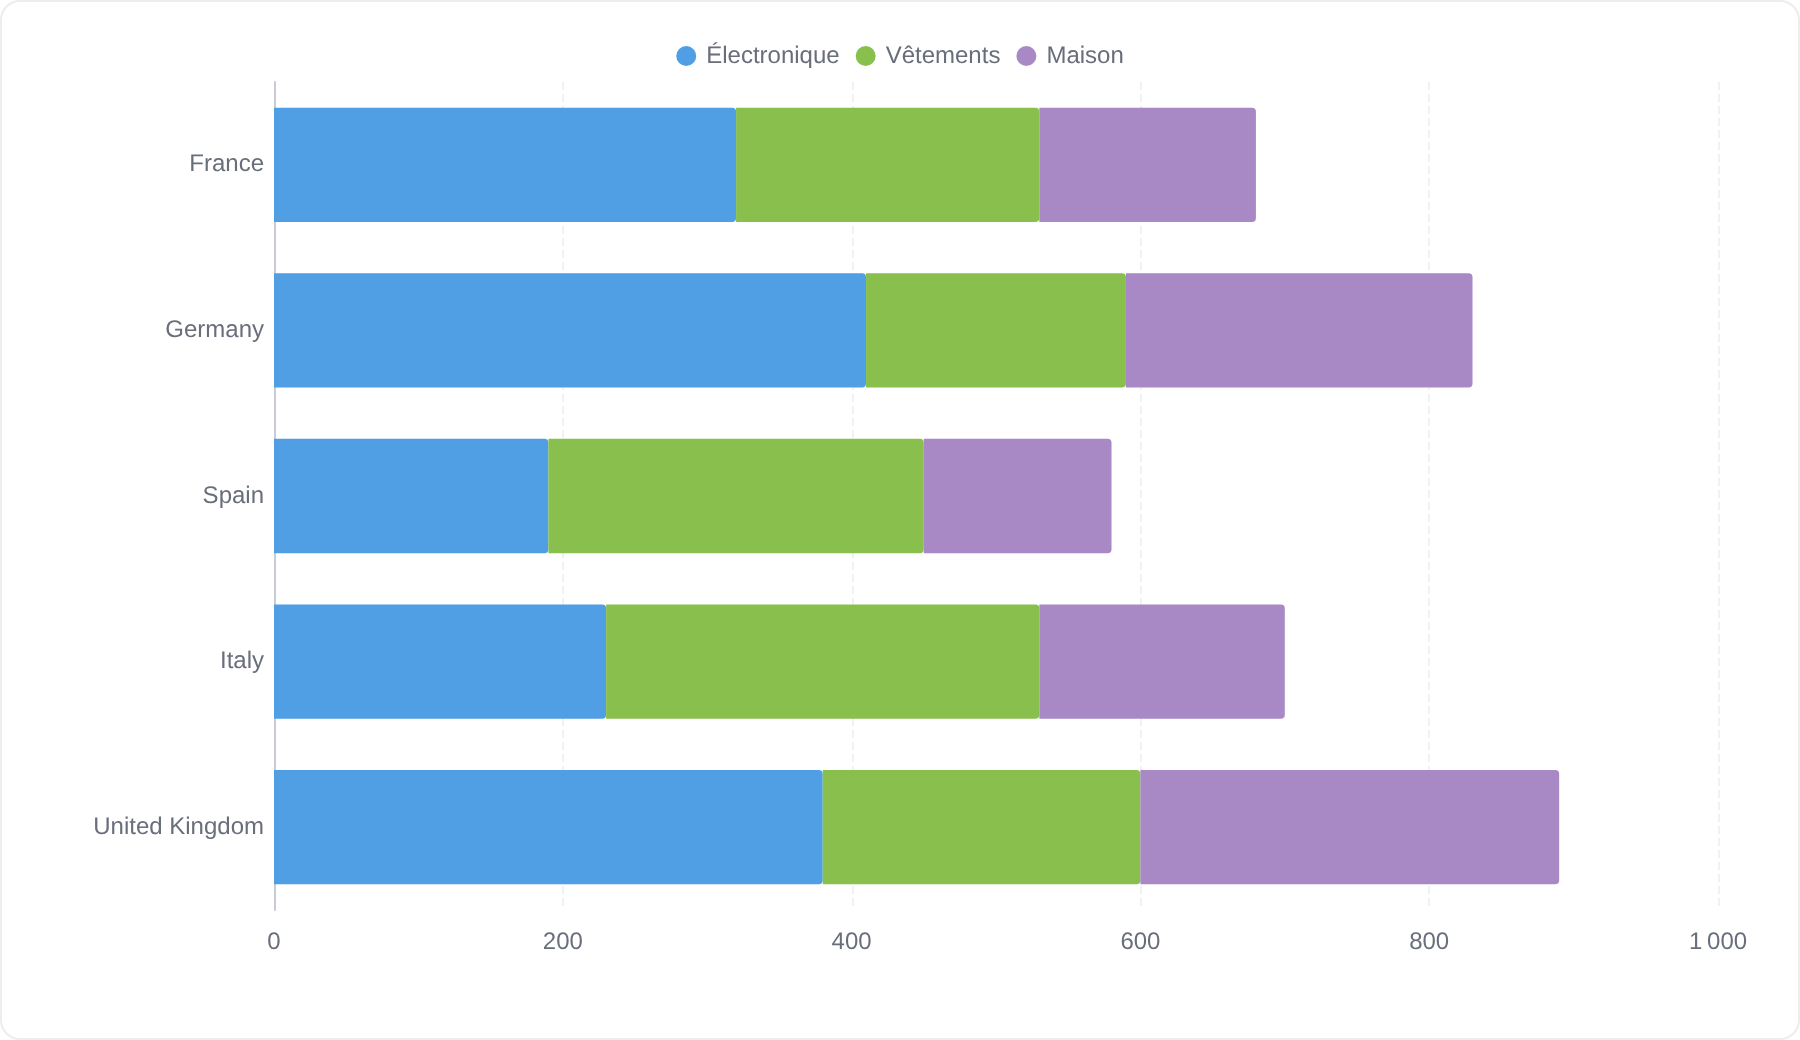 Électronique Vêtements Maison
France
Germany
Spain
Italy
United Kingdom
0 200 400 600 800 1 000